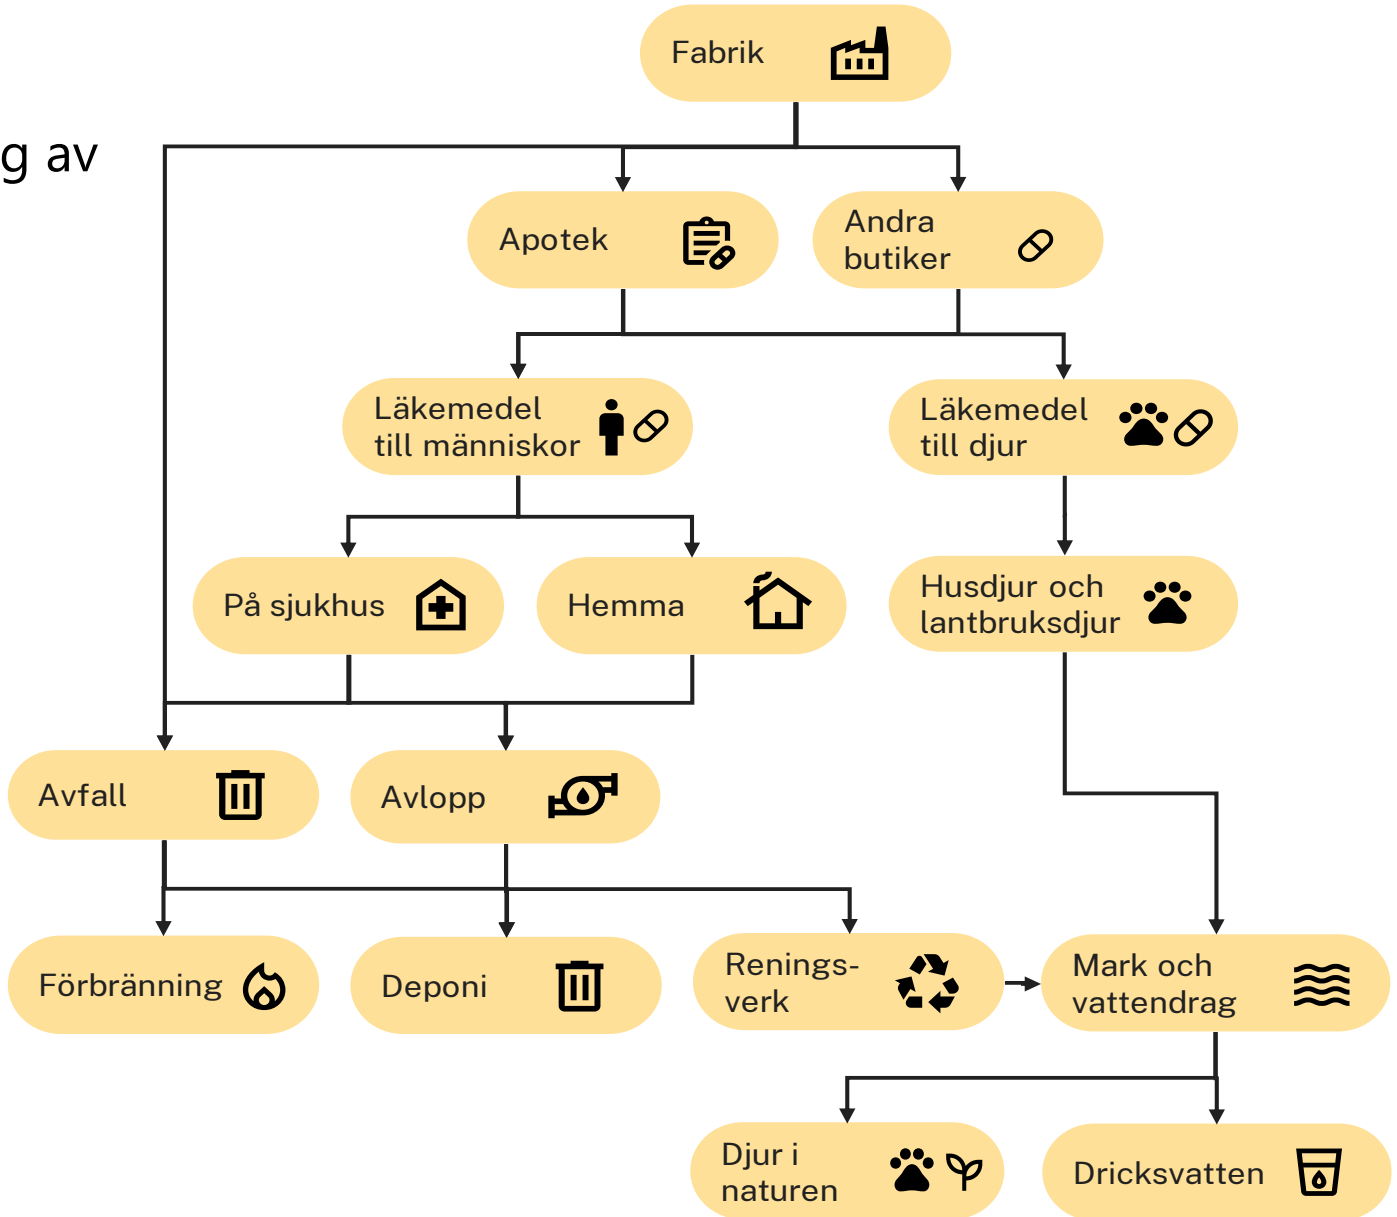 Fabrik
g av
Apotek
Andra
butiker
Läkemedel
till människor
Läkemedel
till djur
På sjukhus
Hemma
Husdjur och
lantbruksdjur
Avfall
Avlopp
Förbränning
Deponi
Renings-
verk
Mark och
vattendrag
Djur i
naturen
Dricksvatten